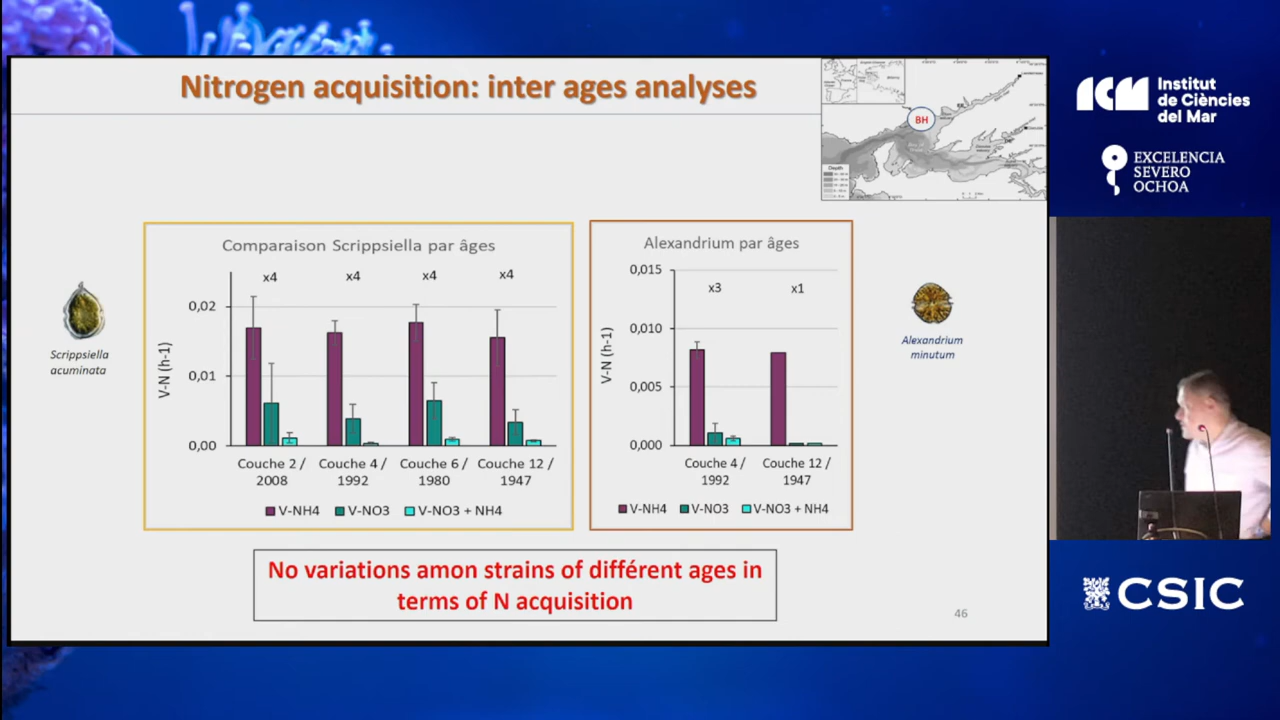 Nitrogen acquisition: inter ages analyses
BH
Depth
Institut
de Ciències
del Mar
EXCELENCIA
SEVERO
OCHOA
Comparaison Scrippsiella par âges
x4 x4 x4 x4
0,02
0,01
0,00
V-N (h-1)
Couche 2 / Couche 4 / Couche 6 / Couche 12 /
2008 1992 1980 1947
V-NH4 V-NO3 V-NO3 + NH4
Alexandrium par âges
x3 x1
0,015
0,010
0,005
0,000
V-N (h-1)
Couche 4 / Couche 12 /
1992 1947
V-NH4 V-NO3 V-NO3 + NH4
Scrippsiella
acuminata
Alexandrium
minutum
No variations amon strains of différent ages in
terms of N acquisition
46
ICM
CSIC